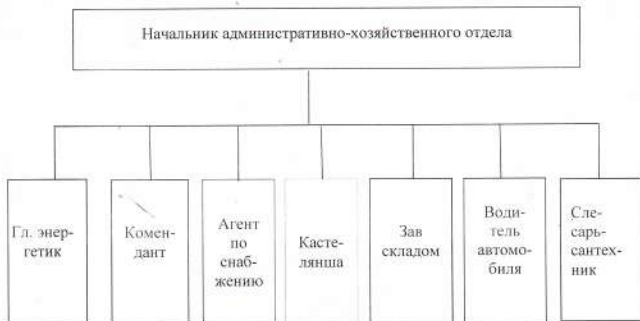 Начальник административно-хозяйственного отдела
Гл. энер-
гетик
Комен-
дант
Агент
по
снаб-
жению
Касте-
лянша
Зав
складом
Води-
тель
автомо-
биля
Сле-
сарь-
сантех-
ник